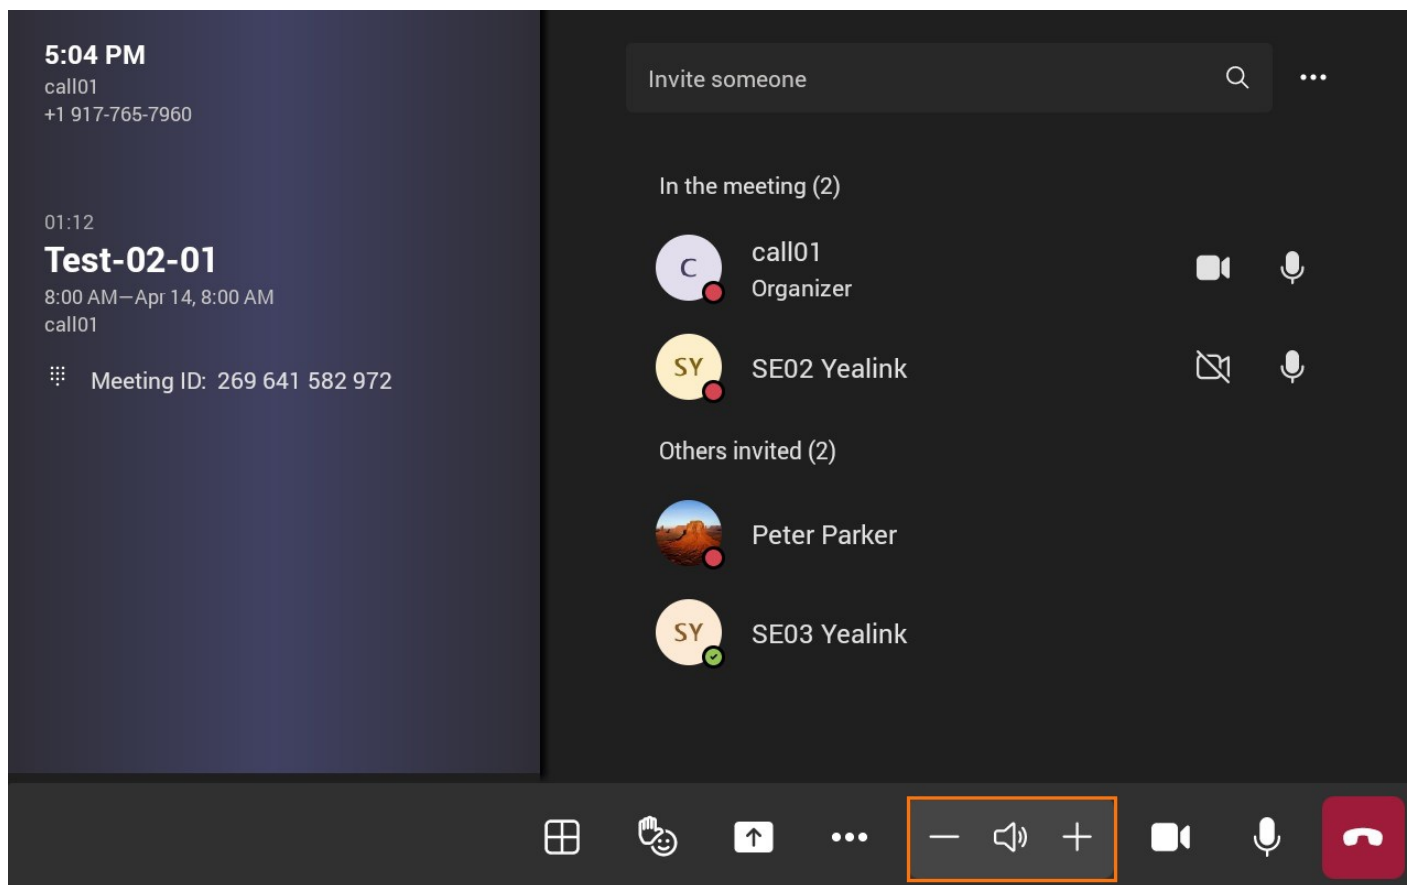 5:04 PM
call01
+1 917-765-7960
01:12
Test-02-01
8:00 AM—Apr 14, 8:00 AM
call01
Meeting ID: 269 641 582 972
Invite someone
In the meeting (2)
C
call01
Organizer
SY
SE02 Yealink
Others invited (2)
Peter Parker
SY
SE03 Yealink